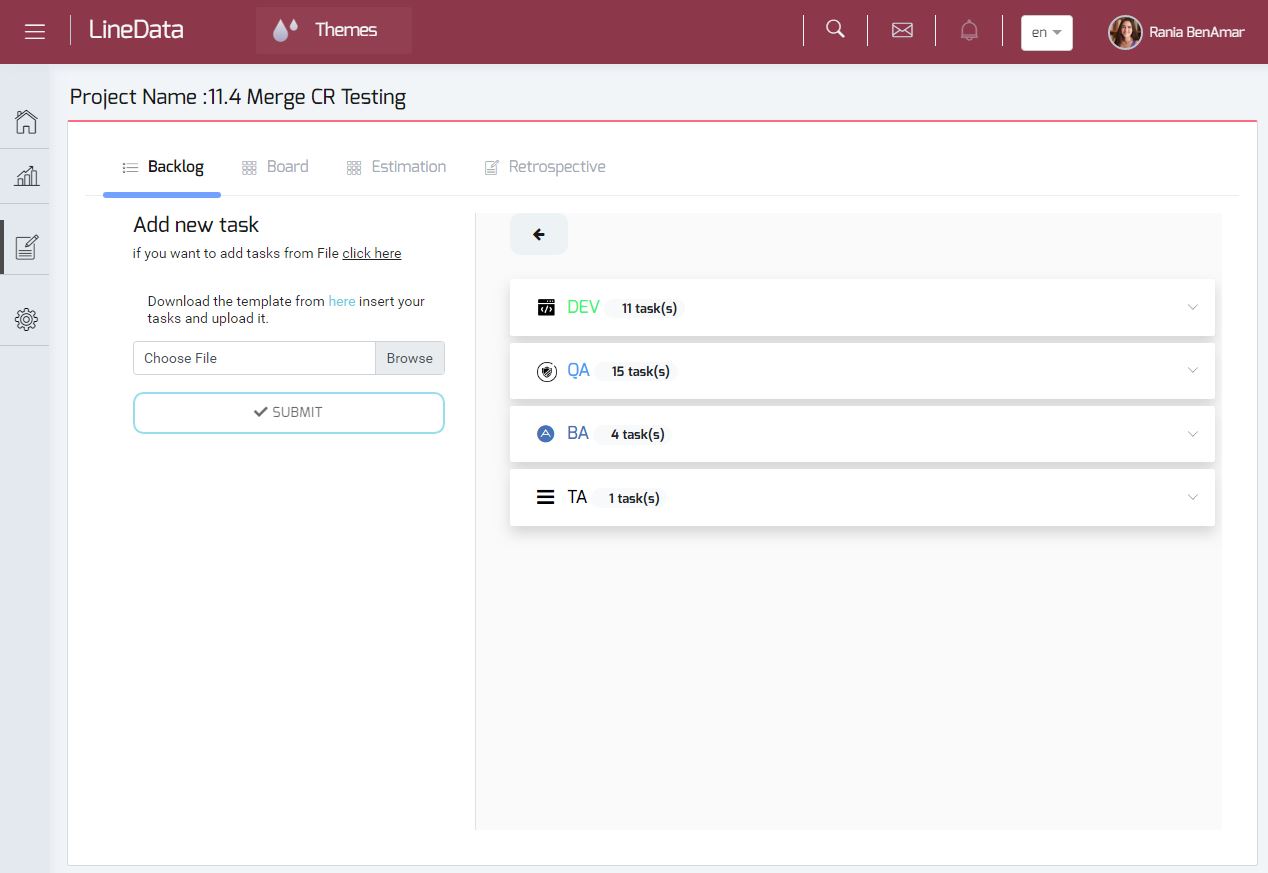 LineData
Themes
en
Rania BenAmar
Project Name :11.4 Merge CR Testing
Backlog
Board
Estimation
Retrospective
Add new task
if you want to add tasks from File click here
Download the template from here insert your
tasks and upload it.
Choose File
Browse
SUBMIT
DEV 11 task(s)
QA 15 task(s)
BA 4 task(s)
TA 1 task(s)